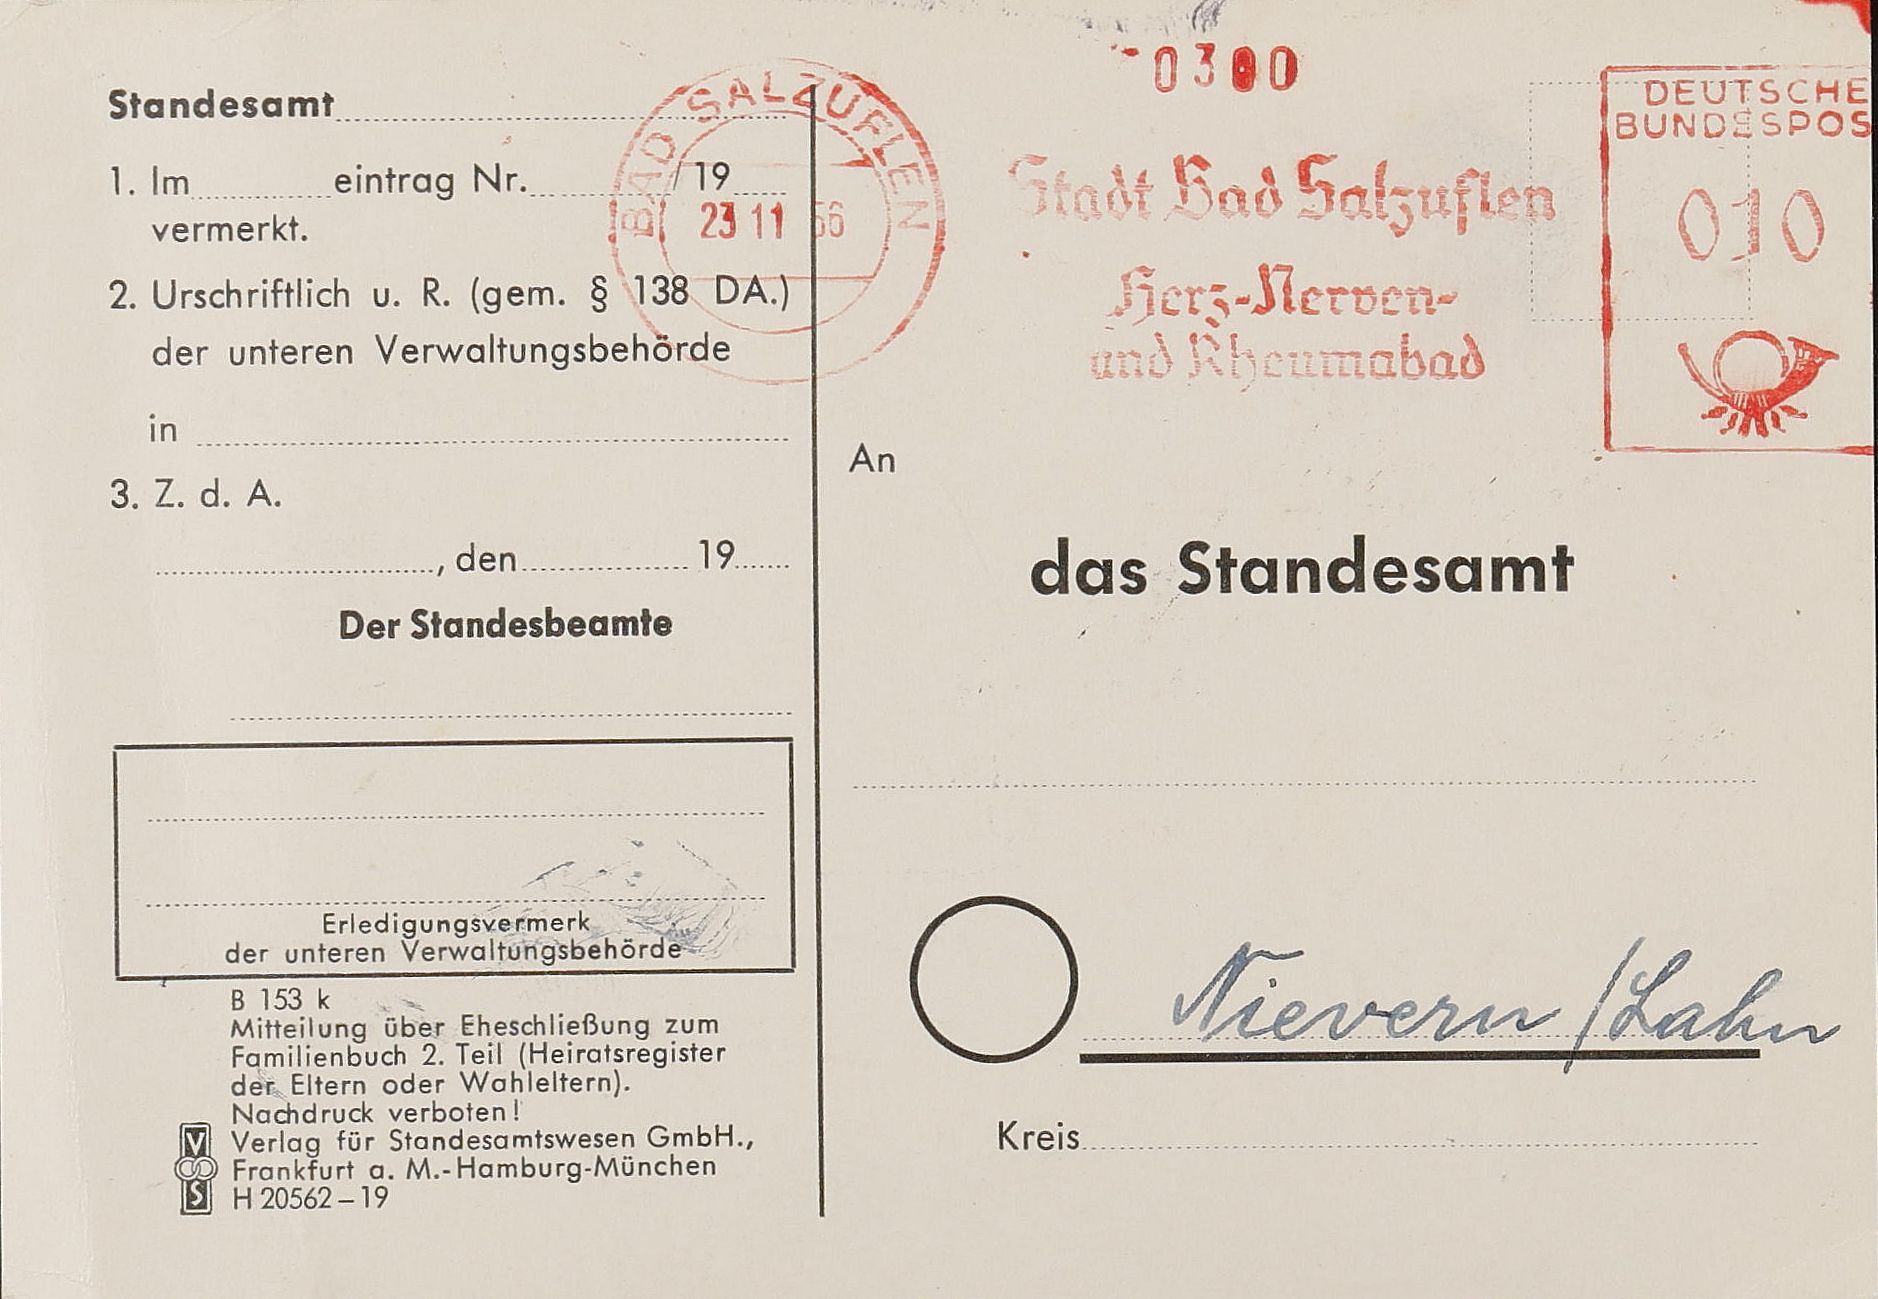 Standesamt
1. Im eintrag Nr. /19
vermerkt.
2. Urschriftlich u. R. (gem. § 138 DA.)
der unteren Verwaltungsbehörde
in
3. Z. d. A.
, den 19
Der Standesbeamte
Erledigungsvermerk
der unteren Verwaltungsbehörde
B 153 k
Mitteilung über Eheschließung zum
Familienbuch 2. Teil (Heiratsregister
der Eltern oder Wahleltern).
Nachdruck verboten!
Verlag für Standesamtswesen GmbH.,
Frankfurt a. M.-Hamburg-München
H 20562–19
V
S
BAD SALZUFLEN
23 11 56
0300
Stadt Bad Salzuflen
Herz-Nerven-
und Rheumabad
DEUTSCHE
BUNDESPOS
010
An
das Standesamt
Nievern/Lahn
Kreis